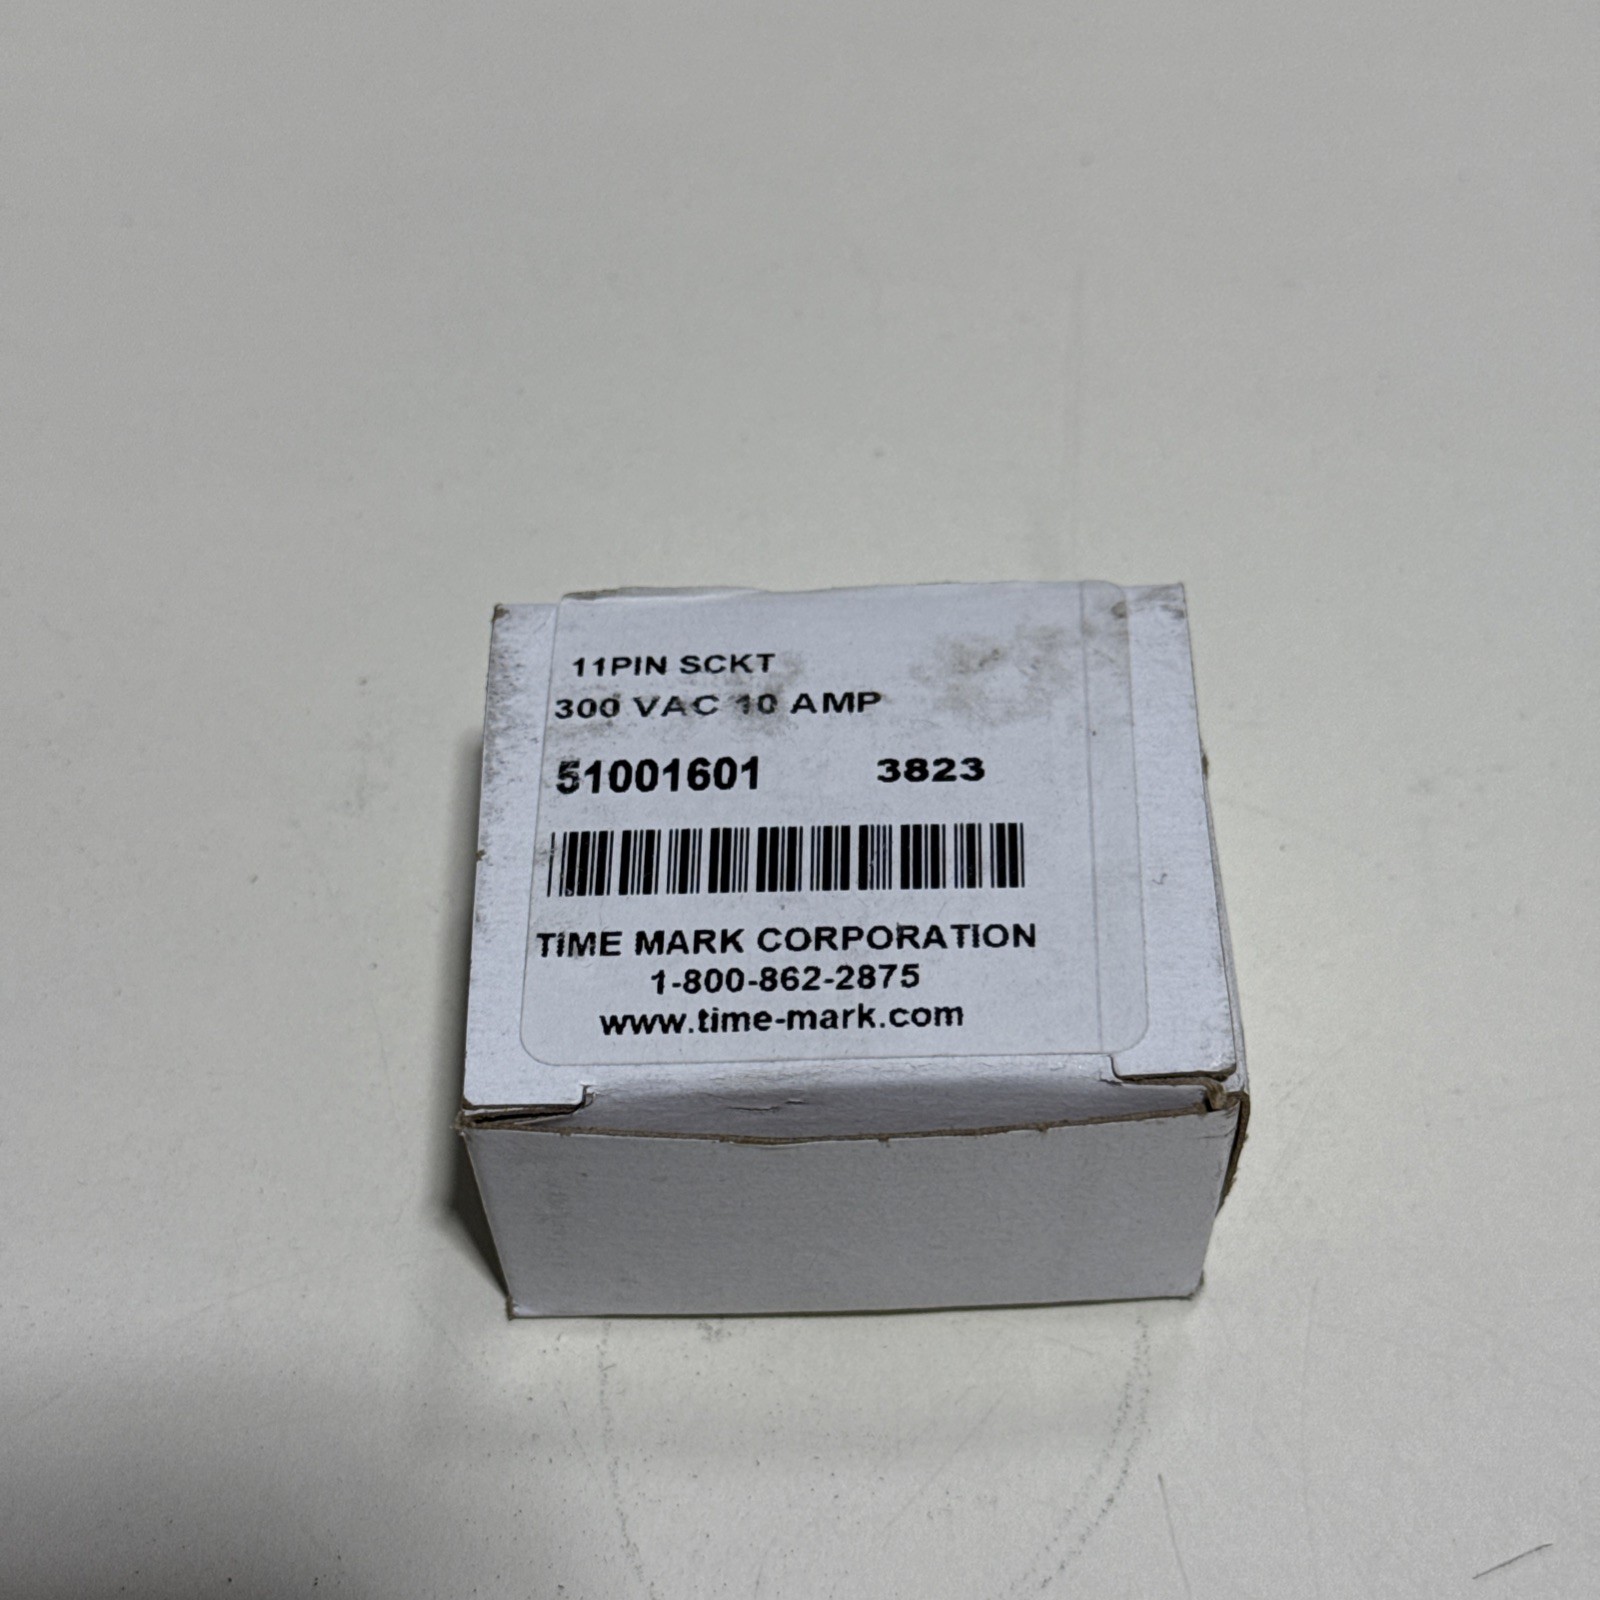 11PIN SCKT
300 VAC 10 AMP
51001601 3823
TIME MARK CORPORATION
1-800-862-2875
www.time-mark.com